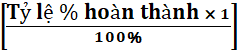 [Tỷ lệ % hoàn thành × 1
100%]